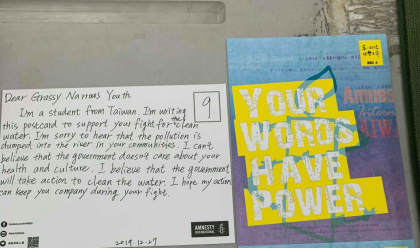 Dear Grassy Narrows Youth
I'm a student from Taiwan. I'm writing
this postcard to support your fight for the clean
water. I'm sorry to hear that the pollution is
dumped into the river in your communities. I can't
believe that the government doesn't care about your
health and culture. I believe that the government
will take action to clean the water. I hope my action
can keep you company during your fight.
9
AMNESTY
INTERNATIONAL
2019.12.27
YOUR
WORDS
HAVE
POWER